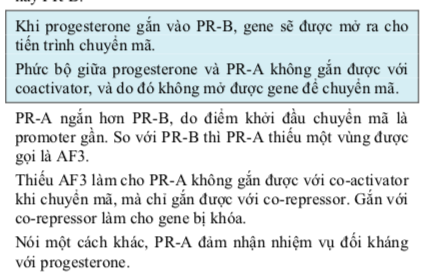 Khi progesterone gắn vào PR-B, gene sẽ được mở ra cho
tiến trình chuyển mã.
Phức bộ giữa progesterone và PR-A không gắn được với
coactivator, và do đó không mở được gene để chuyển mã.
PR-A ngắn hơn PR-B, do điểm khởi đầu chuyển mã là
promoter gần. So với PR-B thì PR-A thiếu một vùng được
gọi là AF3.
Thiếu AF3 làm cho PR-A không gắn được với co-activator
khi chuyển mã, mà chỉ gắn được với co-repressor. Gắn với
co-repressor làm cho gene bị khóa.
Nói một cách khác, PR-A đảm nhận nhiệm vụ đối kháng
với progesterone.